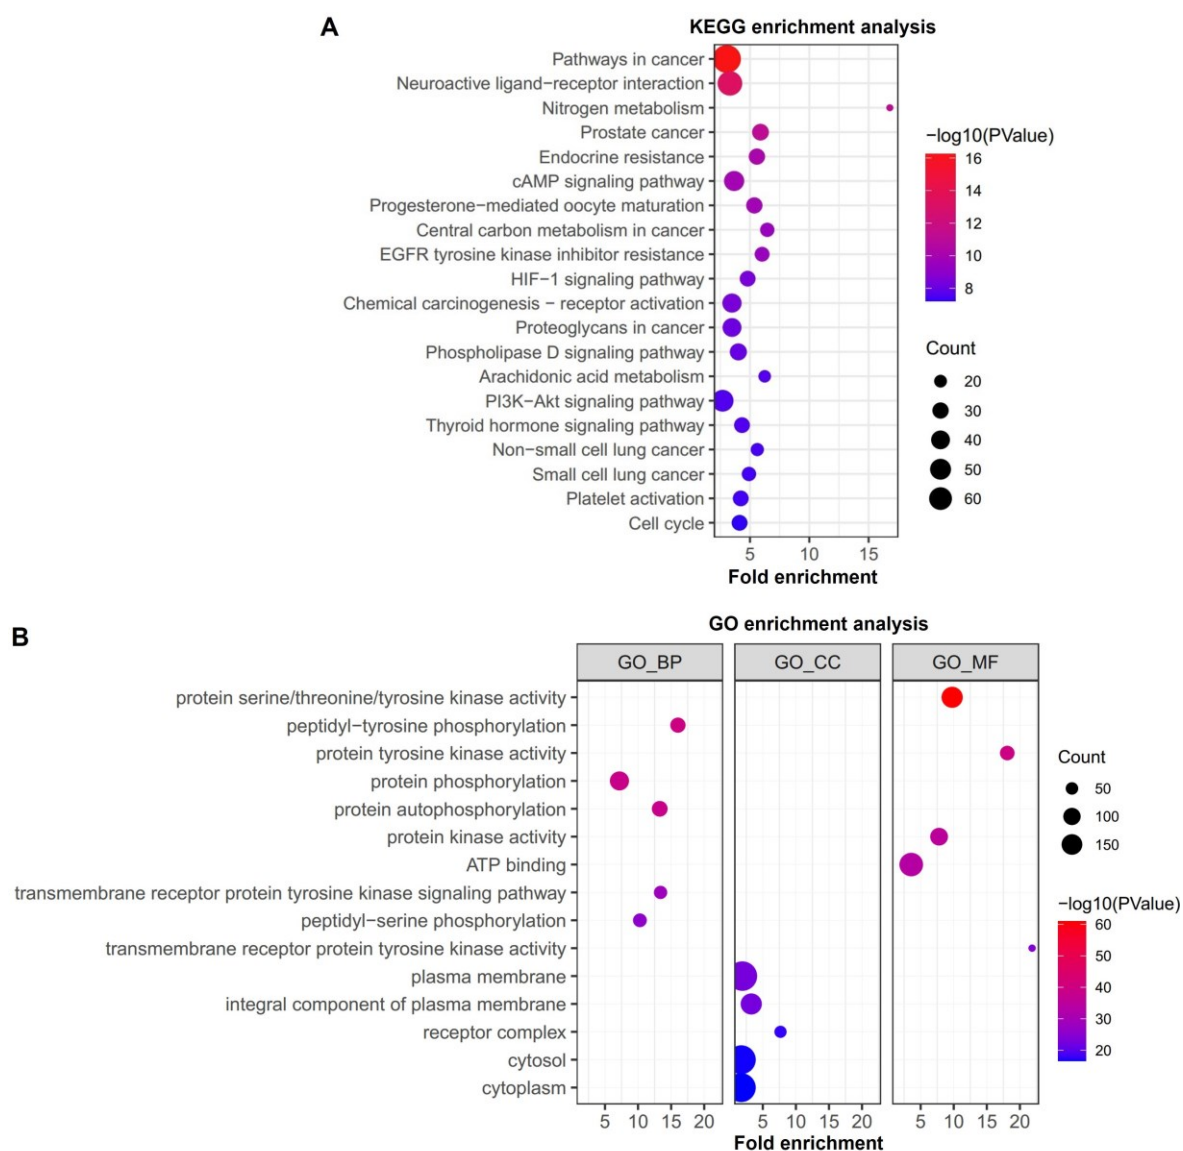 A
KEGG enrichment analysis
Pathways in cancer
Neuroactive ligand−receptor interaction
Nitrogen metabolism
Prostate cancer
Endocrine resistance
cAMP signaling pathway
Progesterone−mediated oocyte maturation
Central carbon metabolism in cancer
EGFR tyrosine kinase inhibitor resistance
HIF−1 signaling pathway
Chemical carcinogenesis − receptor activation
Proteoglycans in cancer
Phospholipase D signaling pathway
Arachidonic acid metabolism
PI3K−Akt signaling pathway
Thyroid hormone signaling pathway
Non−small cell lung cancer
Small cell lung cancer
Platelet activation
Cell cycle
5 10 15
Fold enrichment
−log10(PValue)
16
14
12
10
8
Count
20
30
40
50
60
B
GO enrichment analysis
GO_BP GO_CC GO_MF
protein serine/threonine/tyrosine kinase activity
peptidyl−tyrosine phosphorylation
protein tyrosine kinase activity
protein phosphorylation
protein autophosphorylation
protein kinase activity
ATP binding
transmembrane receptor protein tyrosine kinase signaling pathway
peptidyl−serine phosphorylation
transmembrane receptor protein tyrosine kinase activity
plasma membrane
integral component of plasma membrane
receptor complex
cytosol
cytoplasm
5 10 15 20 5 10 15 20 5 10 15 20
Fold enrichment
Count
50
100
150
−log10(PValue)
60
50
40
30
20